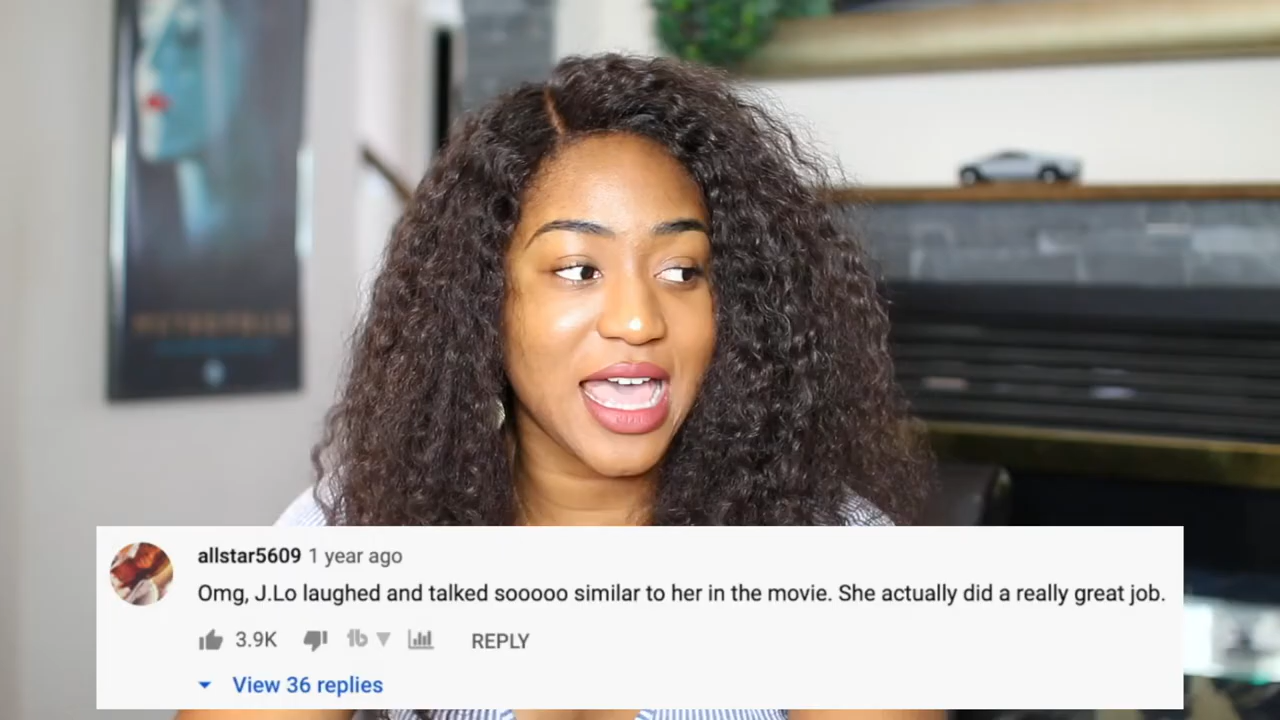 METROPOLIS
allstar5609 1 year ago
Omg, J.Lo laughed and talked sooooo similar to her in the movie. She actually did a really great job.
3.9K REPLY
View 36 replies